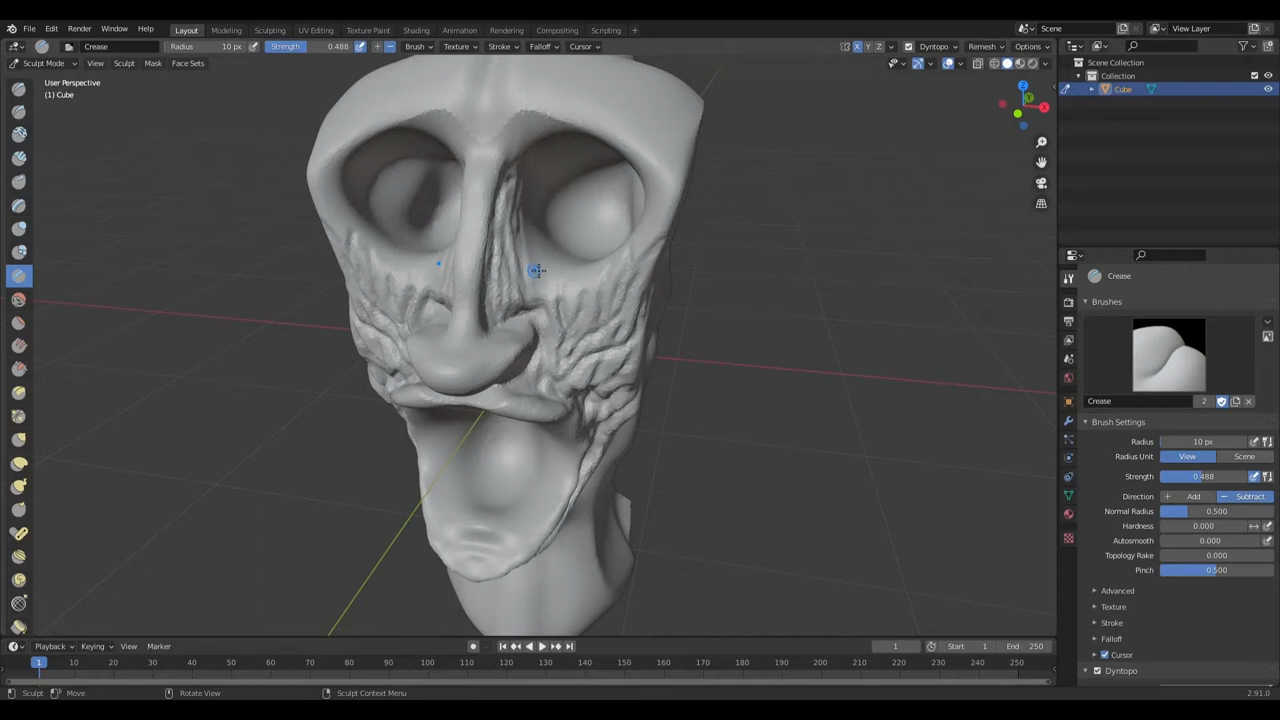 File Edit Render Window Help Layout Modeling Sculpting UV Editing Texture Paint Shading Animation Rendering Compositing Scripting + Scene View Layer
Crease Radius 10 px Strength 0.488 + − Brush Texture Stroke Falloff Cursor X Y Z Dyntopo Remesh Options
Sculpt Mode View Sculpt Mask Face Sets
User Perspective
(1) Cube
Z
Y
X
Scene Collection
Collection
Cube
Crease
Brushes
Crease 2
Brush Settings
Radius 10 px
Radius Unit View Scene
Strength 0.488
Direction + Add − Subtract
Normal Radius 0.500
Hardness 0.000
Autosmooth 0.000
Topology Rake 0.000
Pinch 0.500
Advanced
Texture
Stroke
Falloff
Cursor
Dyntopo
Playback Keying View Marker 1 Start 1 End 250
1 10 20 30 40 50 60 70 80 90 100 110 120 130 140 150 160 170 180 190 200 210 220 230 240 250
Sculpt Move Rotate View Sculpt Context Menu 2.91.0